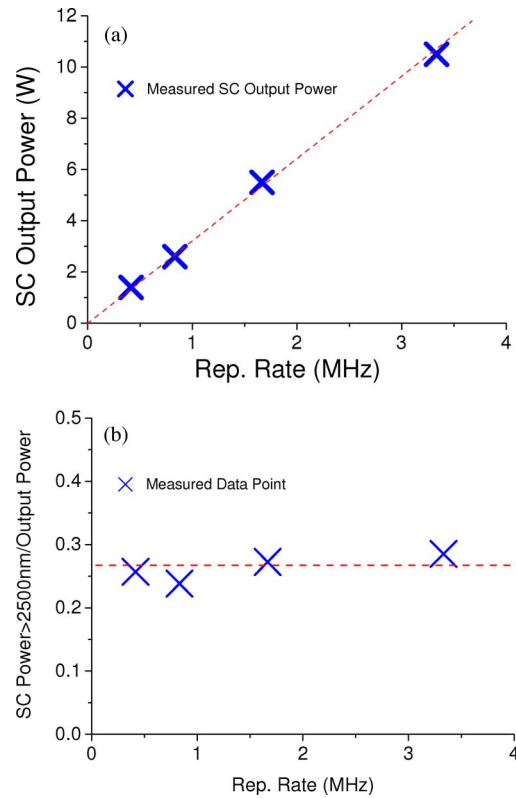 (a)
Measured SC Output Power
SC Output Power (W)
12
10
8
6
4
2
0
0 1 2 3 4
Rep. Rate (MHz)
(b)
Measured Data Point
SC Power>2500nm/Output Power
0.5
0.4
0.3
0.2
0.1
0.0
0 1 2 3 4
Rep. Rate (MHz)